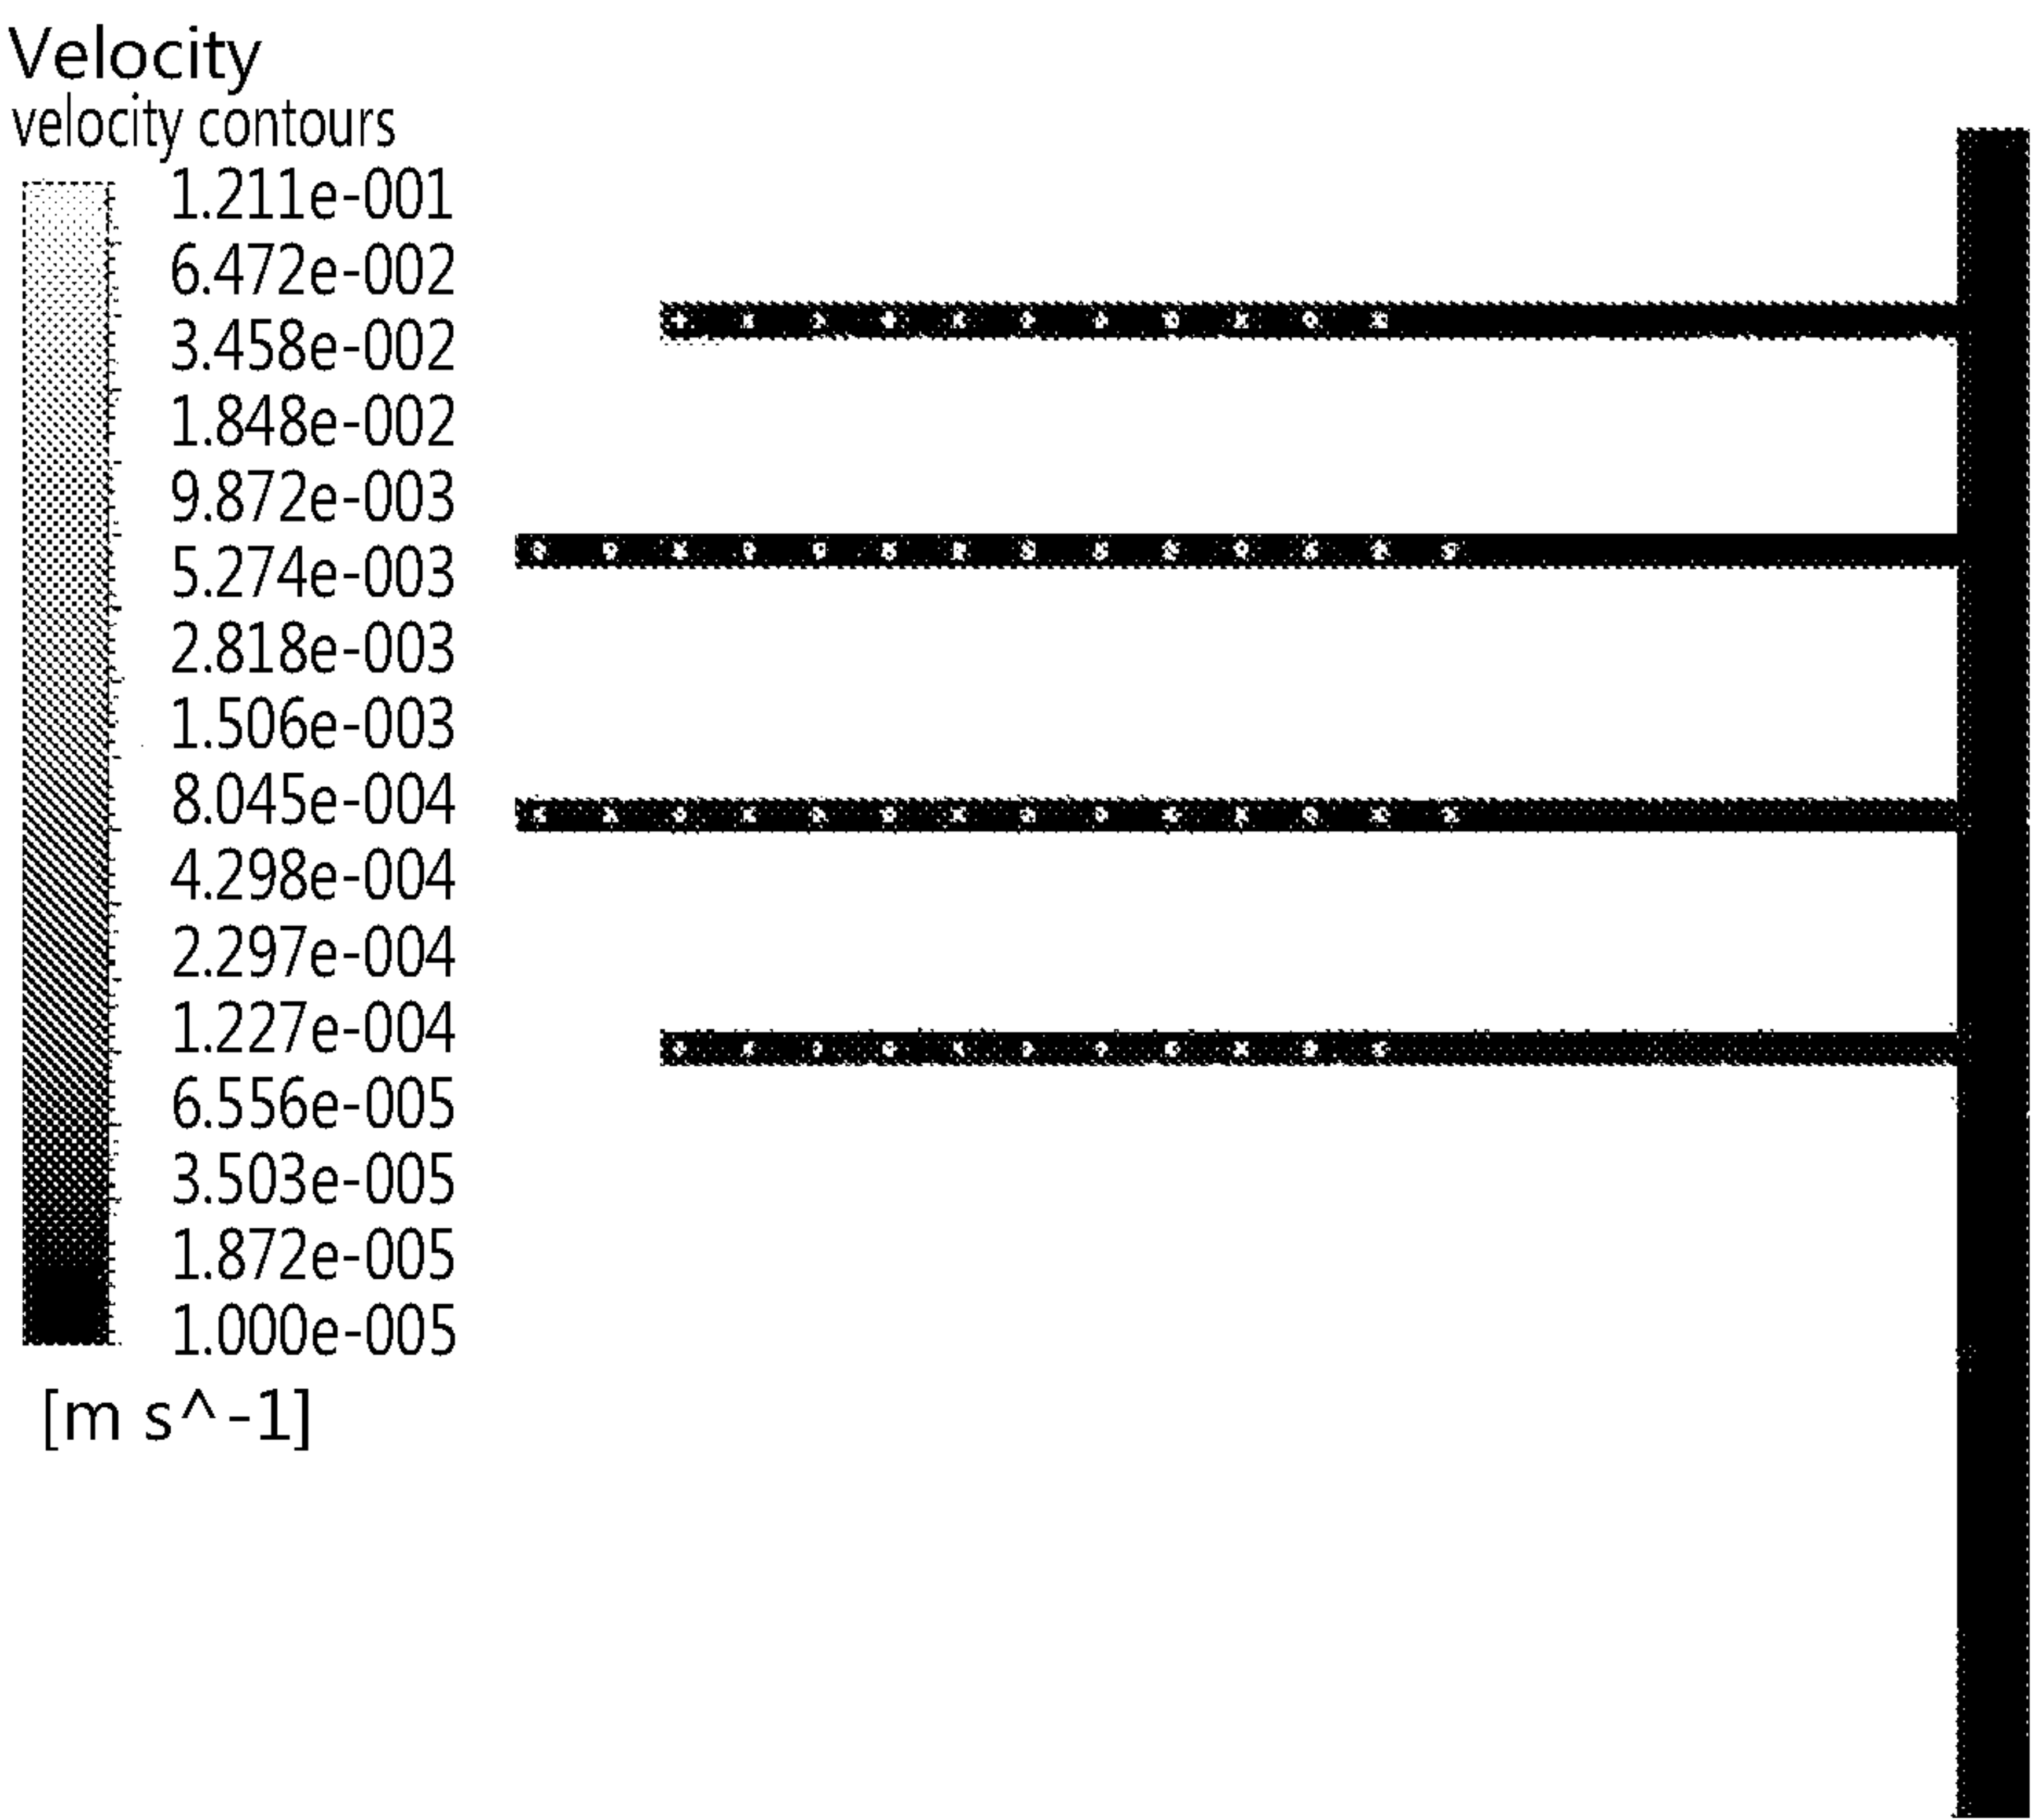 Velocity
velocity contours
1.211e-001
6.472e-002
3.458e-002
1.848e-002
9.872e-003
5.274e-003
2.818e-003
1.506e-003
8.045e-004
4.298e-004
2.297e-004
1.227e-004
6.556e-005
3.503e-005
1.872e-005
1.000e-005
[m s^-1]